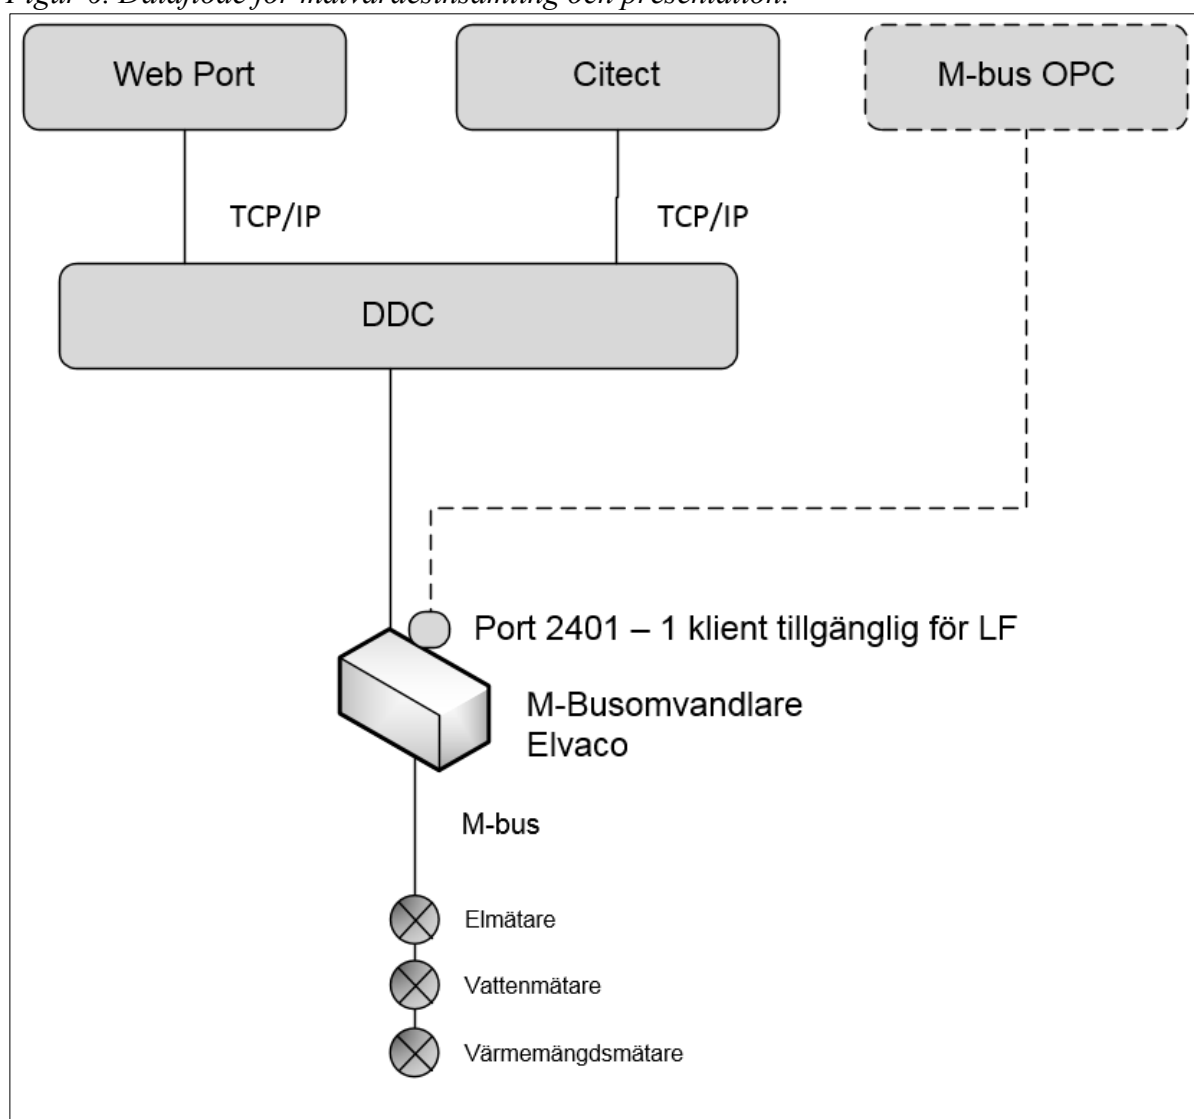 Figur 6. Dataflöde för mätvärdesinsamling och presentation.
Web Port
Citect
M-bus OPC
TCP/IP
TCP/IP
DDC
Port 2401 – 1 klient tillgänglig för LF
M-Busomvandlare
Elvaco
M-bus
Elmätare
Vattenmätare
Värmemängdsmätare